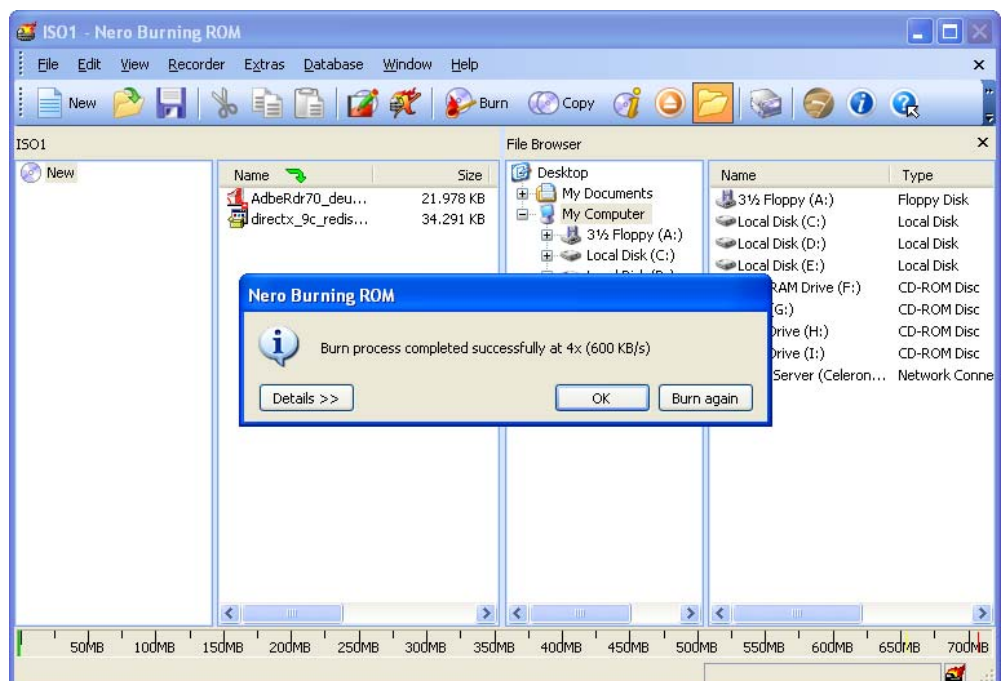 ISO1 - Nero Burning ROM
File Edit View Recorder Extras Database Window Help
New Burn Copy
ISO1 File Browser
New
Name Size
AdbeRdr70_deu... 21.978 KB
directx_9c_redis... 34.291 KB
Desktop
My Documents
My Computer
3½ Floppy (A:)
Local Disk (C:)
Name Type
3½ Floppy (A:) Floppy Disk
Local Disk (C:) Local Disk
Local Disk (D:) Local Disk
Local Disk (E:) Local Disk
RAM Drive (F:) CD-ROM Disc
(G:) CD-ROM Disc
Drive (H:) CD-ROM Disc
Drive (I:) CD-ROM Disc
Server (Celeron... Network Conne
Nero Burning ROM
Burn process completed successfully at 4x (600 KB/s)
Details >> OK Burn again
50MB 100MB 150MB 200MB 250MB 300MB 350MB 400MB 450MB 500MB 550MB 600MB 650MB 700MB